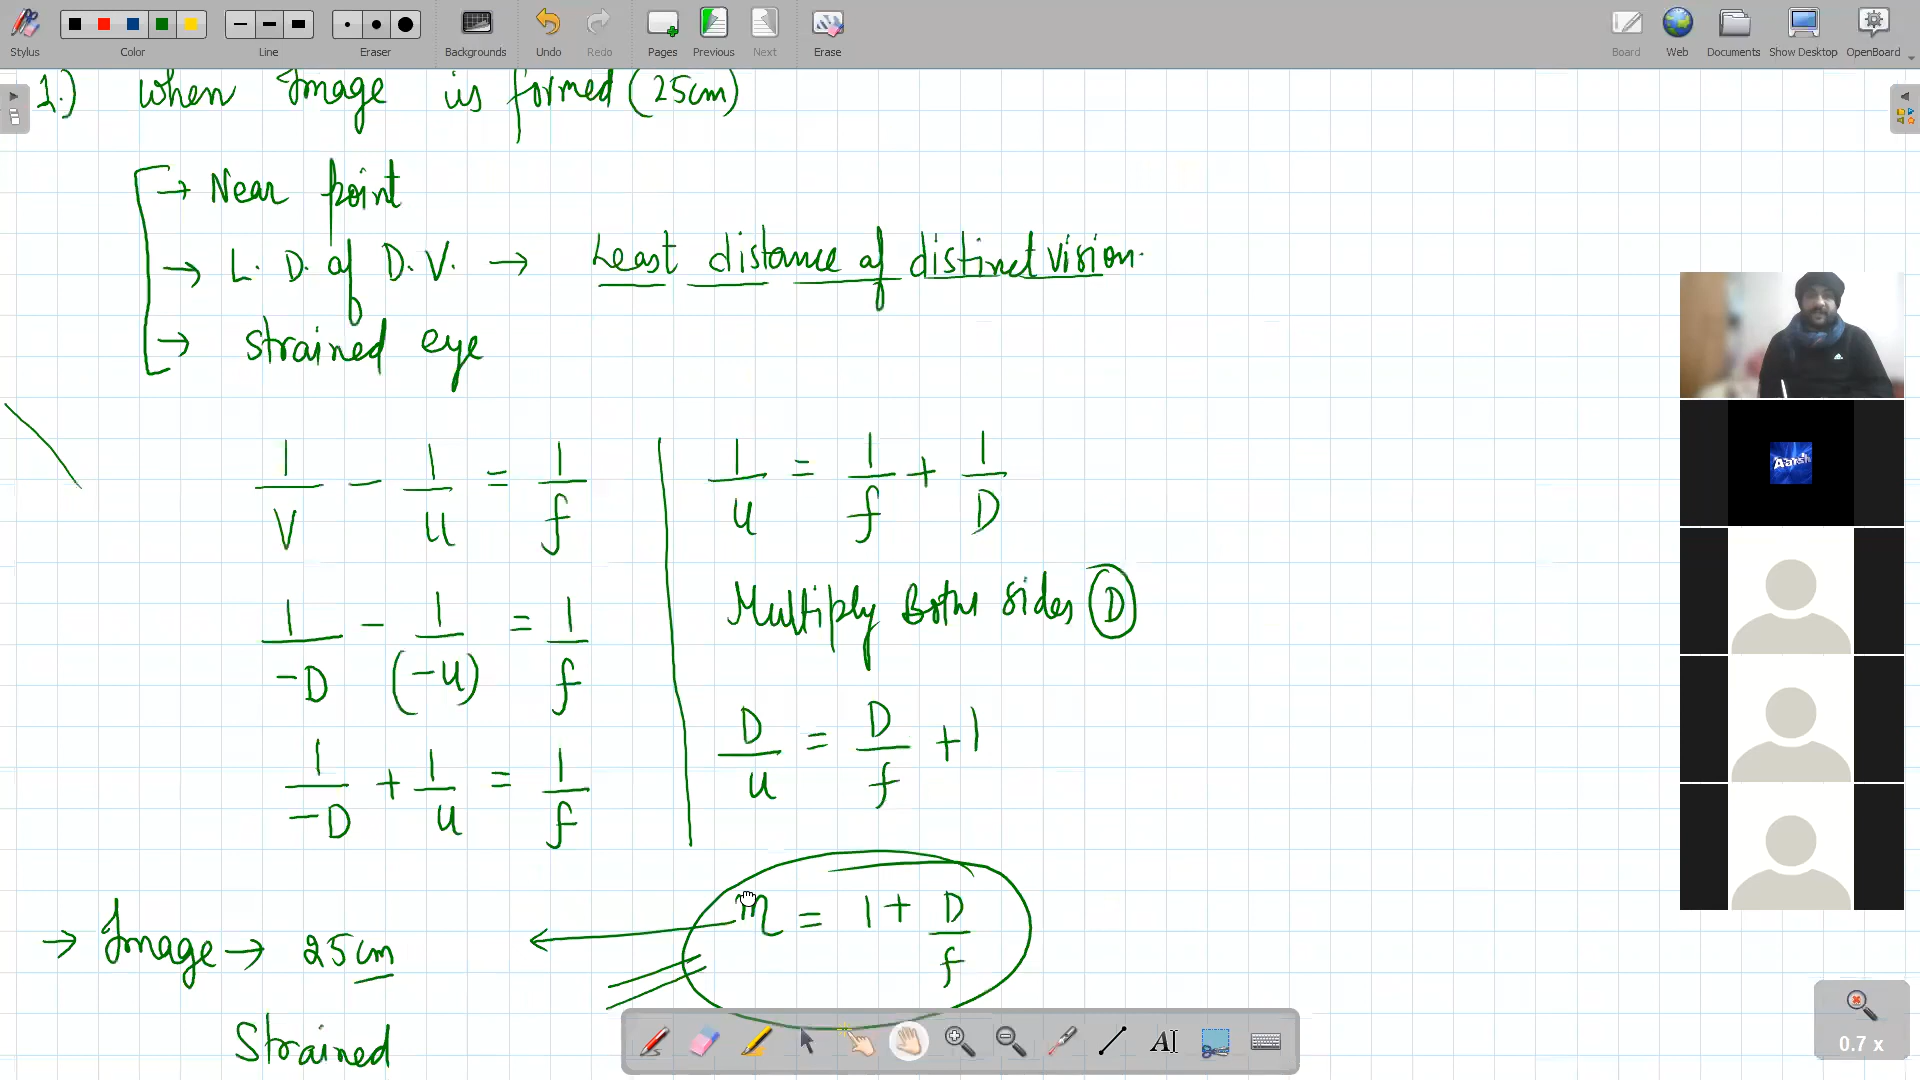 Stylus
Color
Line
Eraser
Backgrounds
Undo
Redo
Pages
Previous
Next
Erase
Board
Web
Documents
Show Desktop
OpenBoard
1.) When Image is formed (25cm)
→ Near point
→ L. D. of D. V. → Least distance of distinct vision.
→ Strained eye
1/V - 1/u = 1/f
1/-D - 1/(-u) = 1/f
1/-D + 1/u = 1/f
1/u = 1/f + 1/D
Multiply Both sides D
D/u = D/f + 1
m = 1 + D/f
→ Image → 25cm
Strained
Aarsh
AI
0.7 x